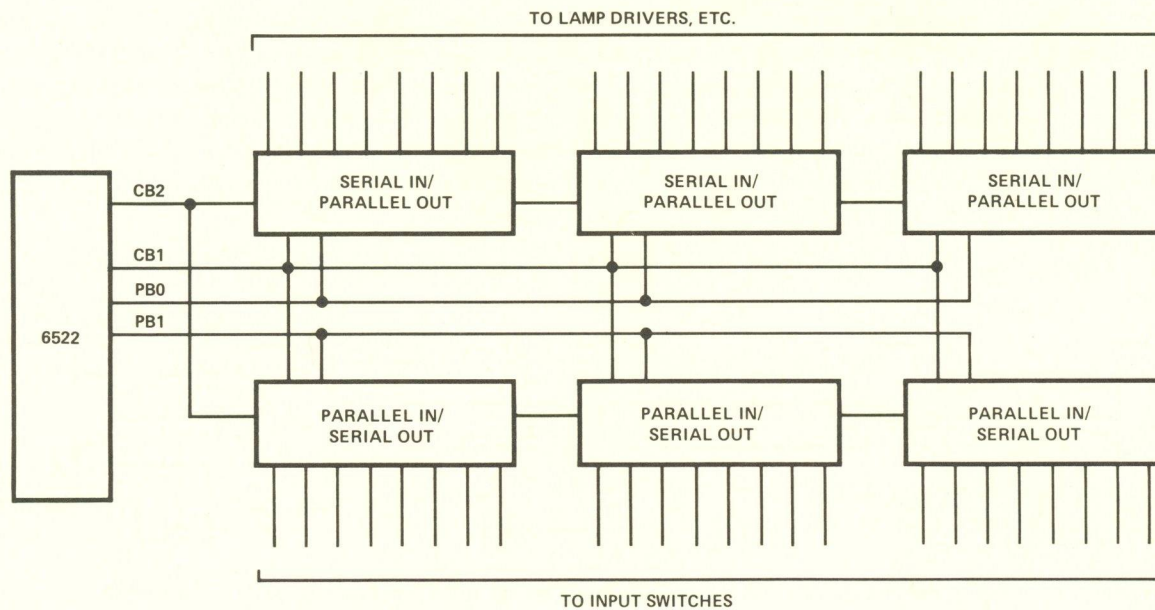 TO LAMP DRIVERS, ETC.
SERIAL IN/
PARALLEL OUT
SERIAL IN/
PARALLEL OUT
SERIAL IN/
PARALLEL OUT
CB2
CB1
PB0
PB1
6522
PARALLEL IN/
SERIAL OUT
PARALLEL IN/
SERIAL OUT
PARALLEL IN/
SERIAL OUT
TO INPUT SWITCHES